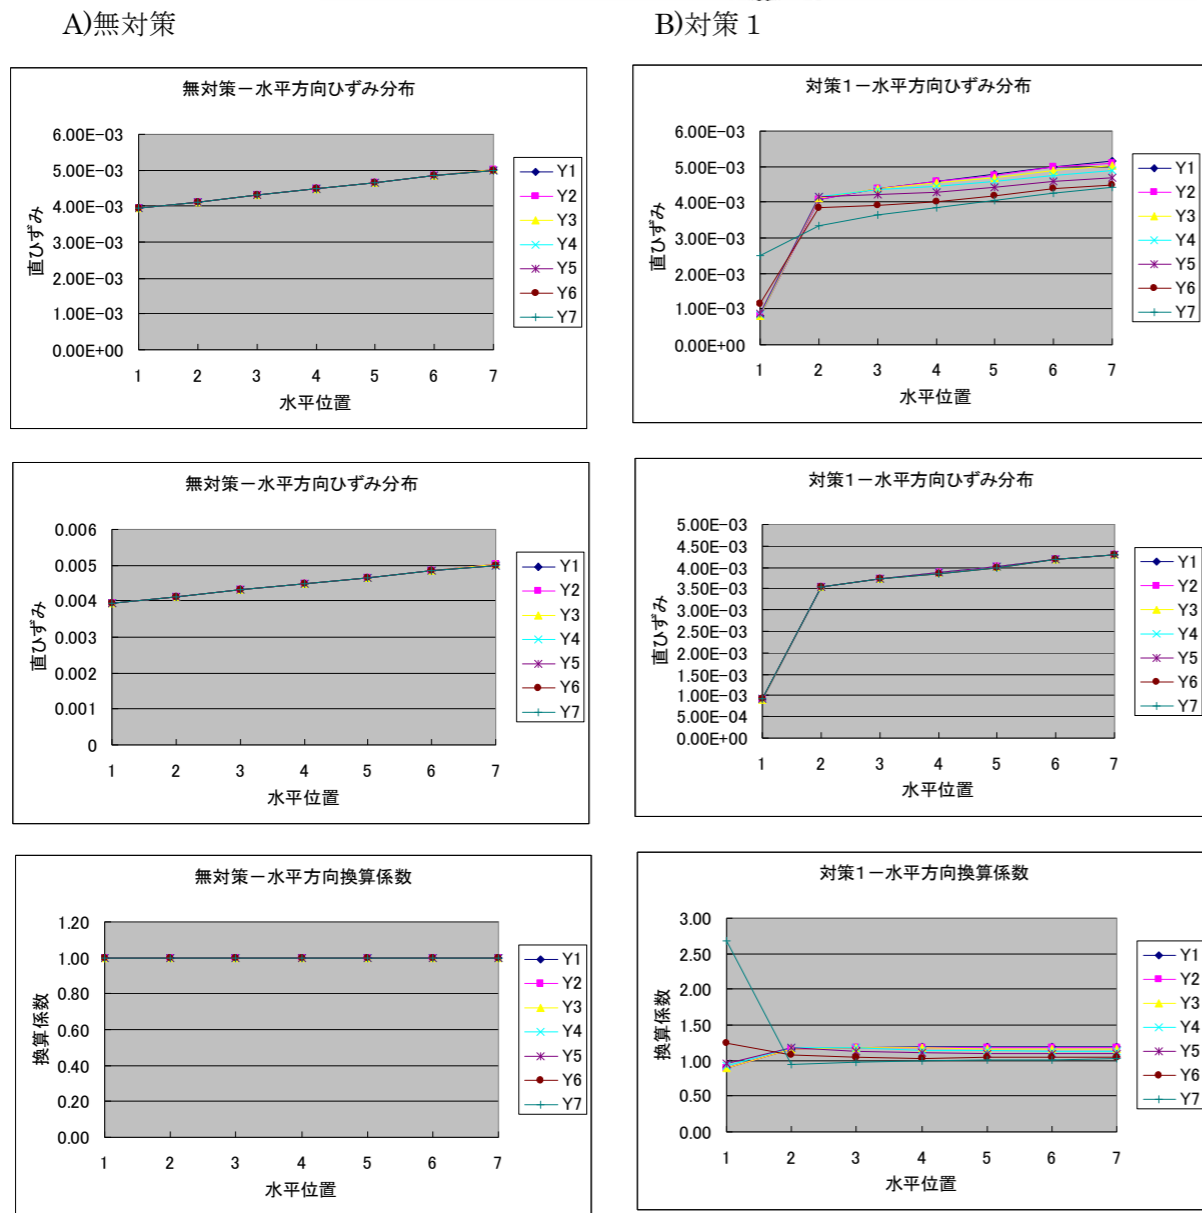 A)無対策
無対策－水平方向ひずみ分布
直ひずみ
6.00E-03
5.00E-03
4.00E-03
3.00E-03
2.00E-03
1.00E-03
0.00E+00
1 2 3 4 5 6 7
水平位置
Y1
Y2
Y3
Y4
Y5
Y6
Y7
無対策－水平方向ひずみ分布
直ひずみ
0.006
0.005
0.004
0.003
0.002
0.001
0
1 2 3 4 5 6 7
水平位置
Y1
Y2
Y3
Y4
Y5
Y6
Y7
無対策－水平方向換算係数
換算係数
1.20
1.00
0.80
0.60
0.40
0.20
0.00
1 2 3 4 5 6 7
水平位置
Y1
Y2
Y3
Y4
Y5
Y6
Y7
B)対策 1
対策1－水平方向ひずみ分布
直ひずみ
6.00E-03
5.00E-03
4.00E-03
3.00E-03
2.00E-03
1.00E-03
0.00E+00
1 2 3 4 5 6 7
水平位置
Y1
Y2
Y3
Y4
Y5
Y6
Y7
対策1－水平方向ひずみ分布
直ひずみ
5.00E-03
4.50E-03
4.00E-03
3.50E-03
3.00E-03
2.50E-03
2.00E-03
1.50E-03
1.00E-03
5.00E-04
0.00E+00
1 2 3 4 5 6 7
水平位置
Y1
Y2
Y3
Y4
Y5
Y6
Y7
対策1－水平方向換算係数
換算係数
3.00
2.50
2.00
1.50
1.00
0.50
0.00
1 2 3 4 5 6 7
水平位置
Y1
Y2
Y3
Y4
Y5
Y6
Y7